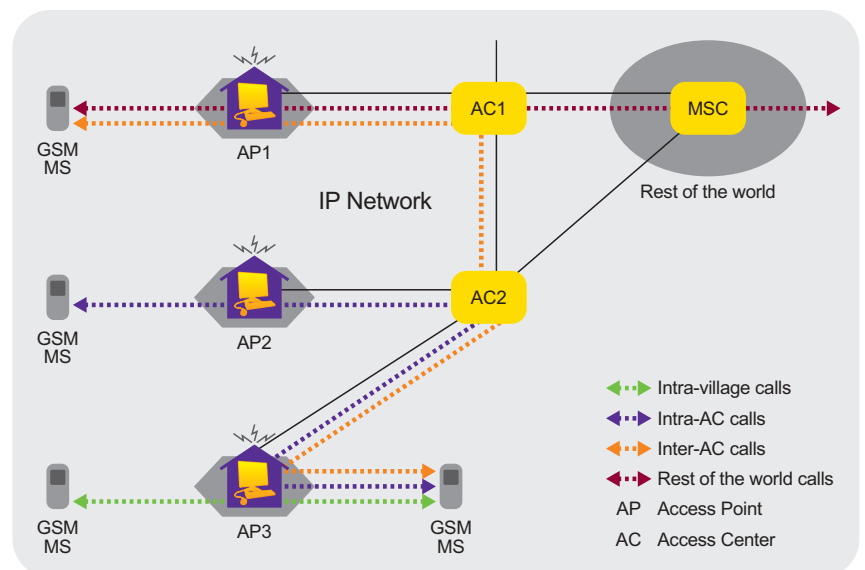 AC1
MSC
GSM
MS
AP1
Rest of the world
IP Network
AC2
GSM
MS
AP2
Intra-village calls
Intra-AC calls
Inter-AC calls
Rest of the world calls
AP Access Point
AC Access Center
GSM
MS
AP3
GSM
MS